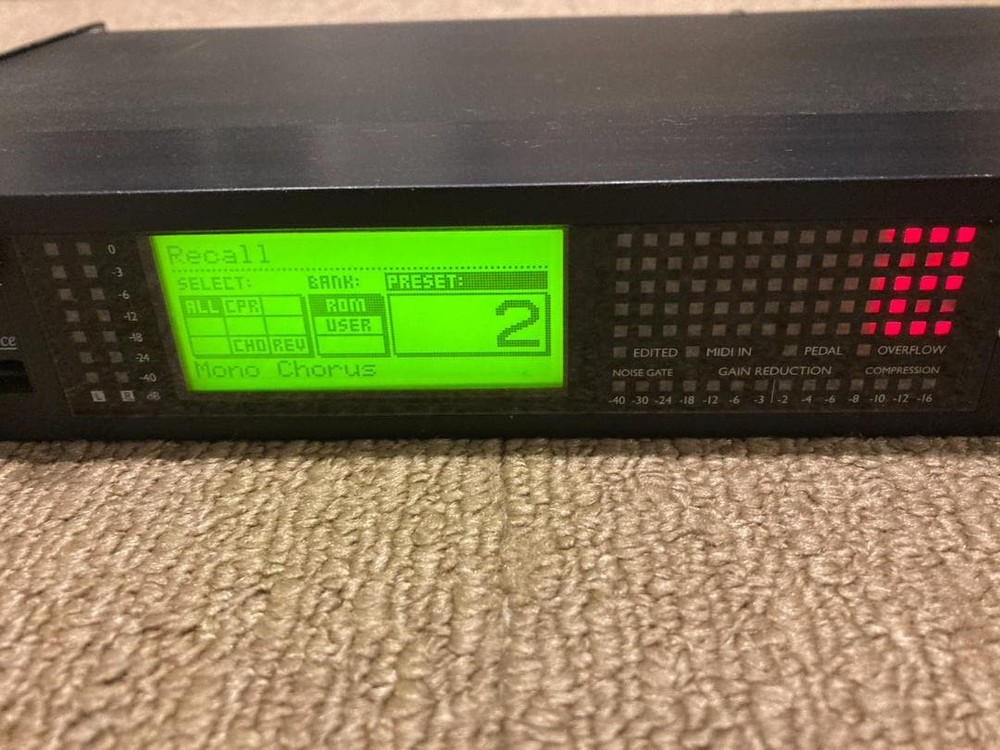 Recall
SELECT: BANK: PRESET:
ALL CPR ROM
USER 2
CHO REV
Mono Chorus
0
-3
-6
-12
-18
-24
-40
L R dB
ce
EDITED MIDI IN PEDAL OVERFLOW
NOISE GATE GAIN REDUCTION COMPRESSION
-40 -30 -24 -18 -12 -6 -3 -2 -4 -6 -8 -10 -12 -16